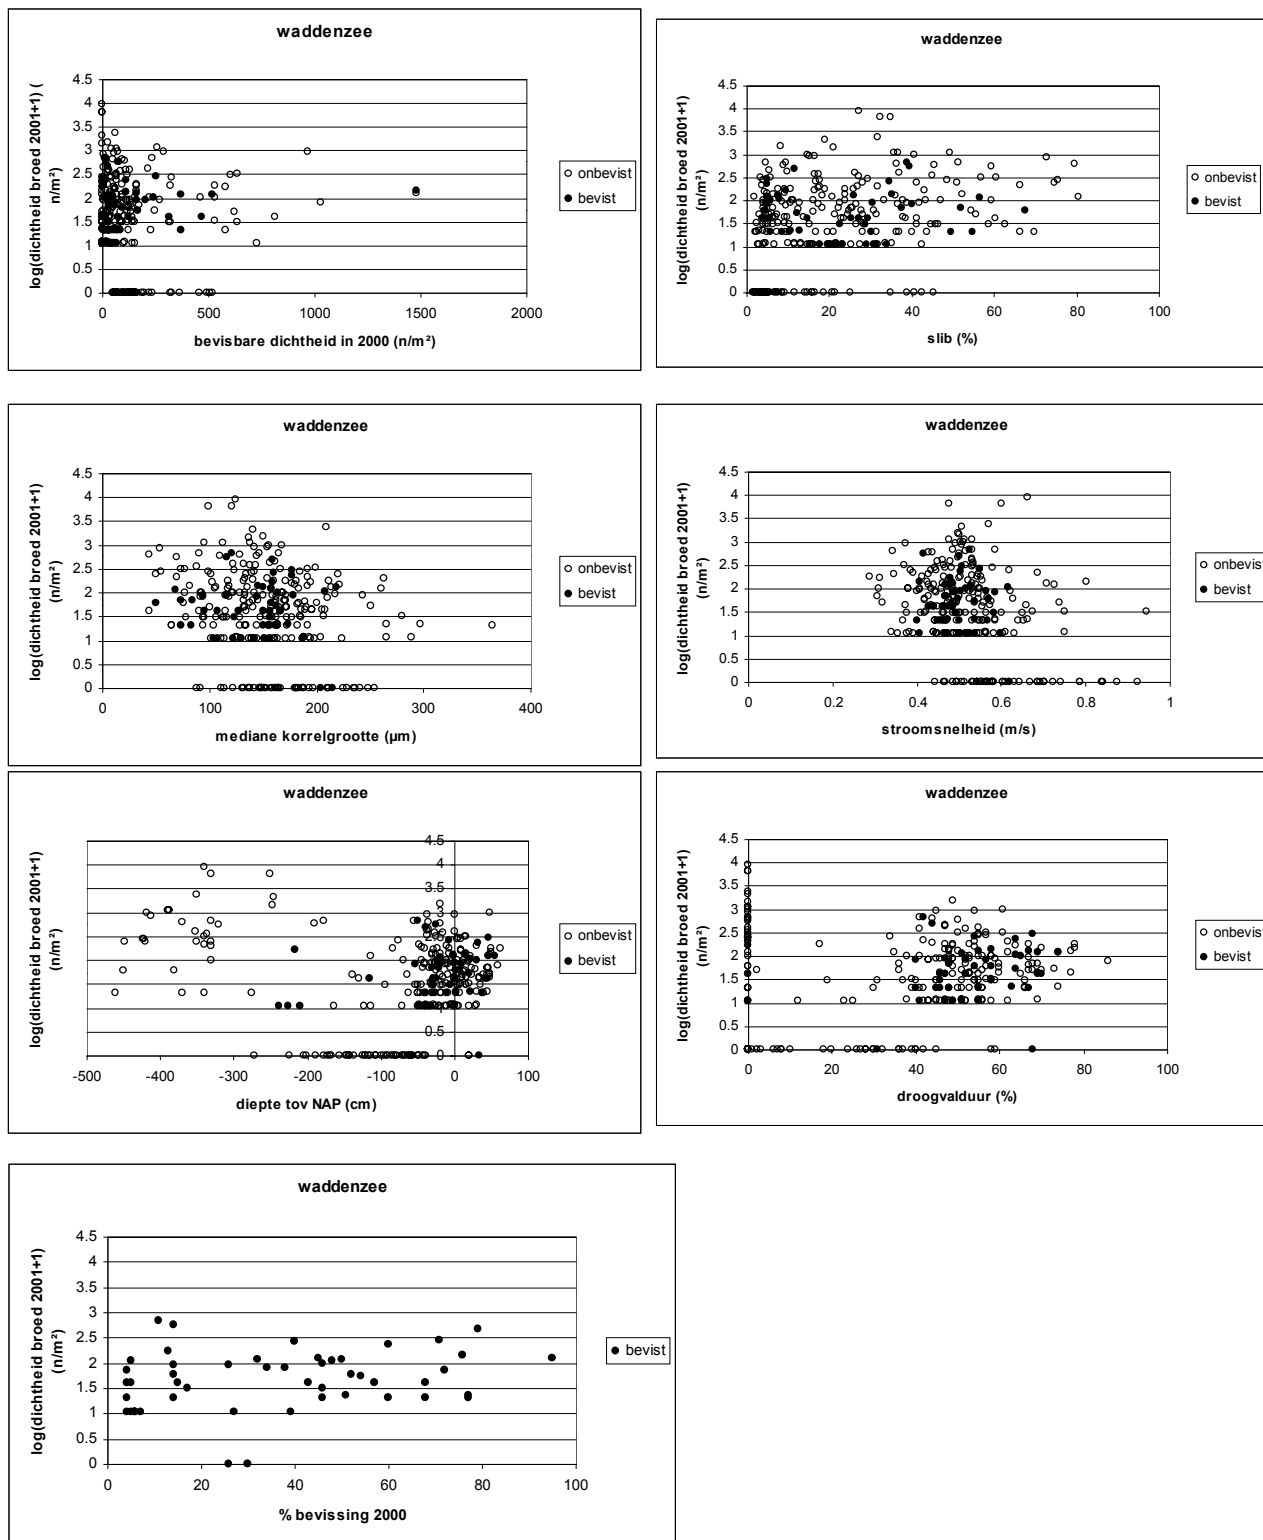 waddenzee
log(dichtheid broed 2001+1) (
n/m²)
4.5
4
3.5
3
2.5
2
1.5
1
0.5
0
0 500 1000 1500 2000
bevisbare dichtheid in 2000 (n/m²)
onbevist
bevist
waddenzee
log(dichtheid broed 2001+1)
(n/m²)
4.5
4
3.5
3
2.5
2
1.5
1
0.5
0
0 20 40 60 80 100
slib (%)
onbevist
bevist
waddenzee
log(dichtheid broed 2001+1)
(n/m²)
4.5
4
3.5
3
2.5
2
1.5
1
0.5
0
0 100 200 300 400
mediane korrelgrootte (µm)
onbevist
bevist
waddenzee
log(dichtheid broed 2001+1)
(n/m²)
4.5
4
3.5
3
2.5
2
1.5
1
0.5
0
0 0.2 0.4 0.6 0.8 1
stroomsnelheid (m/s)
onbevist
bevist
waddenzee
log(dichtheid broed 2001+1)
(n/m²)
4.5
4
3.5
3
2.5
0.5
0
-500 -400 -300 -200 -100 0 100
diepte tov NAP (cm)
onbevist
bevist
waddenzee
log(dichtheid broed 2001+1)
(n/m²)
4.5
4
3.5
3
2.5
2
1.5
1
0.5
0
0 20 40 60 80 100
droogvalduur (%)
onbevist
bevist
waddenzee
log(dichtheid broed 2001+1)
(n/m²)
4.5
4
3.5
3
2.5
2
1.5
1
0.5
0
0 20 40 60 80 100
% bevissing 2000
bevist